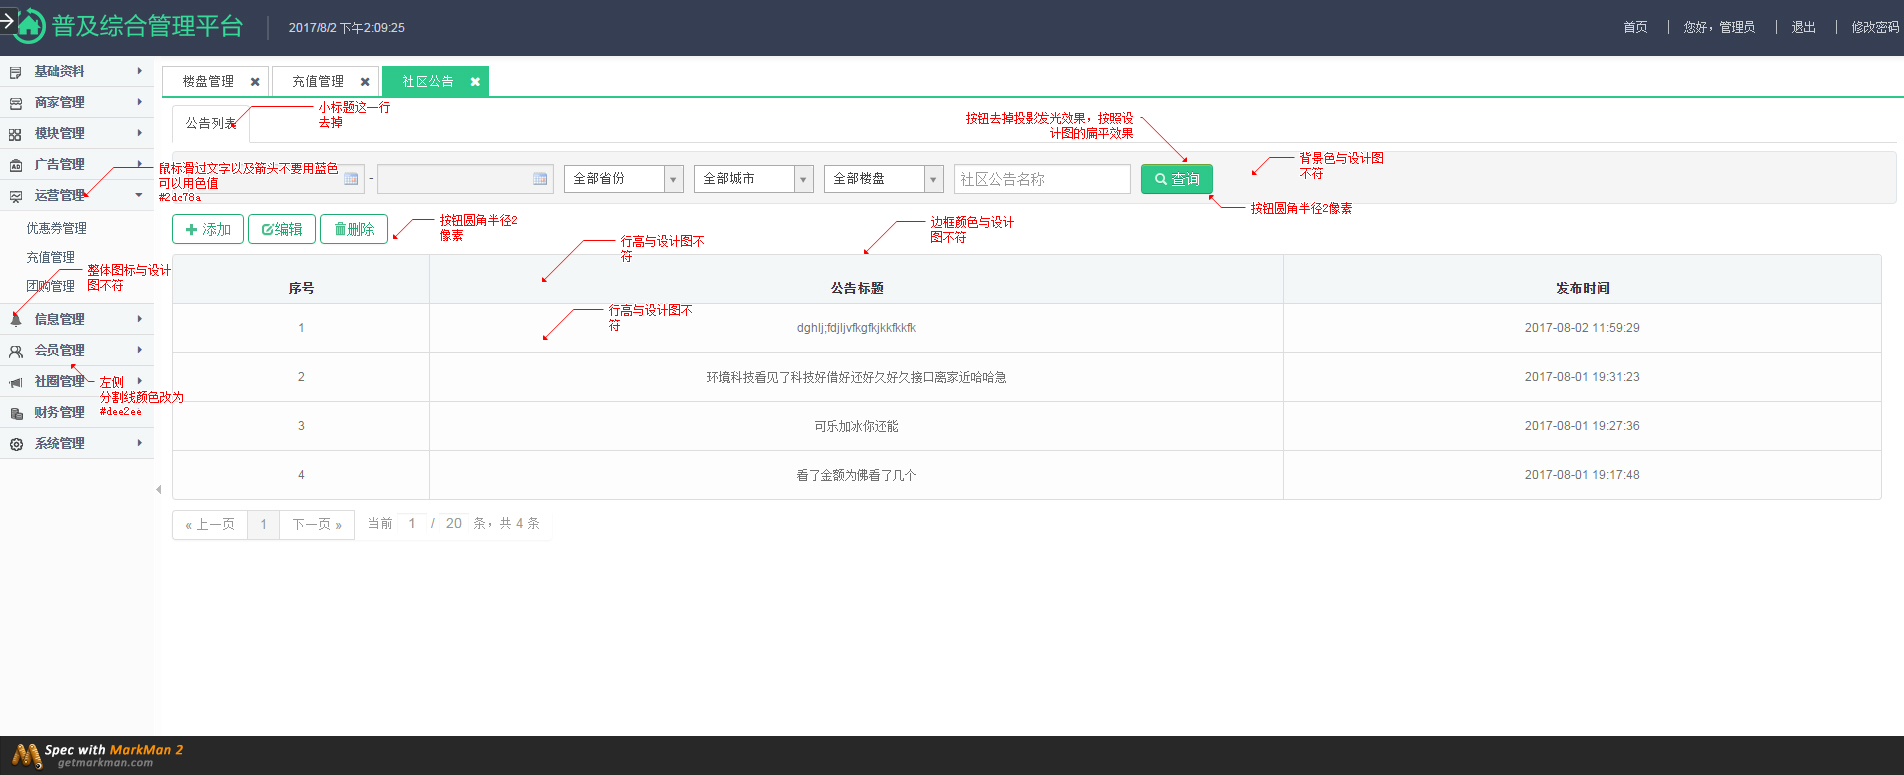 普及综合管理平台
2017/8/2 下午2:09:25
首页
您好，管理员
退出
修改密码
基础资料
商家管理
模块管理
广告管理
运营管理
优惠券管理
充值管理
团购管理
信息管理
会员管理
社圈管理
财务管理
系统管理
楼盘管理
充值管理
社区公告
公告列表
小标题这一行
去掉
按钮去掉投影发光效果，按照设
计图的扁平效果
背景色与设计图
不符
鼠标滑过文字以及箭头不要用蓝色
可以用色值
#2dc78a
-
全部省份
全部城市
全部楼盘
社区公告名称
查询
按钮圆角半径2像素
添加
编辑
删除
按钮圆角半径2
像素
行高与设计图不
符
边框颜色与设计
图不符
整体图标与设计
图不符
序号 公告标题 发布时间
行高与设计图不
符
1 dghlj;fdjljvfkgfkjkkfkkfk 2017-08-02 11:59:29
2 环境科技看见了科技好借好还好久好久接口离家近哈哈急 2017-08-01 19:31:23
3 可乐加冰你还能 2017-08-01 19:27:36
4 看了金额为佛看了几个 2017-08-01 19:17:48
左侧
分割线颜色改为
#dee2ee
« 上一页 1 下一页 » 当前 1 / 20 条，共 4 条
Spec with MarkMan 2
getmarkman.com